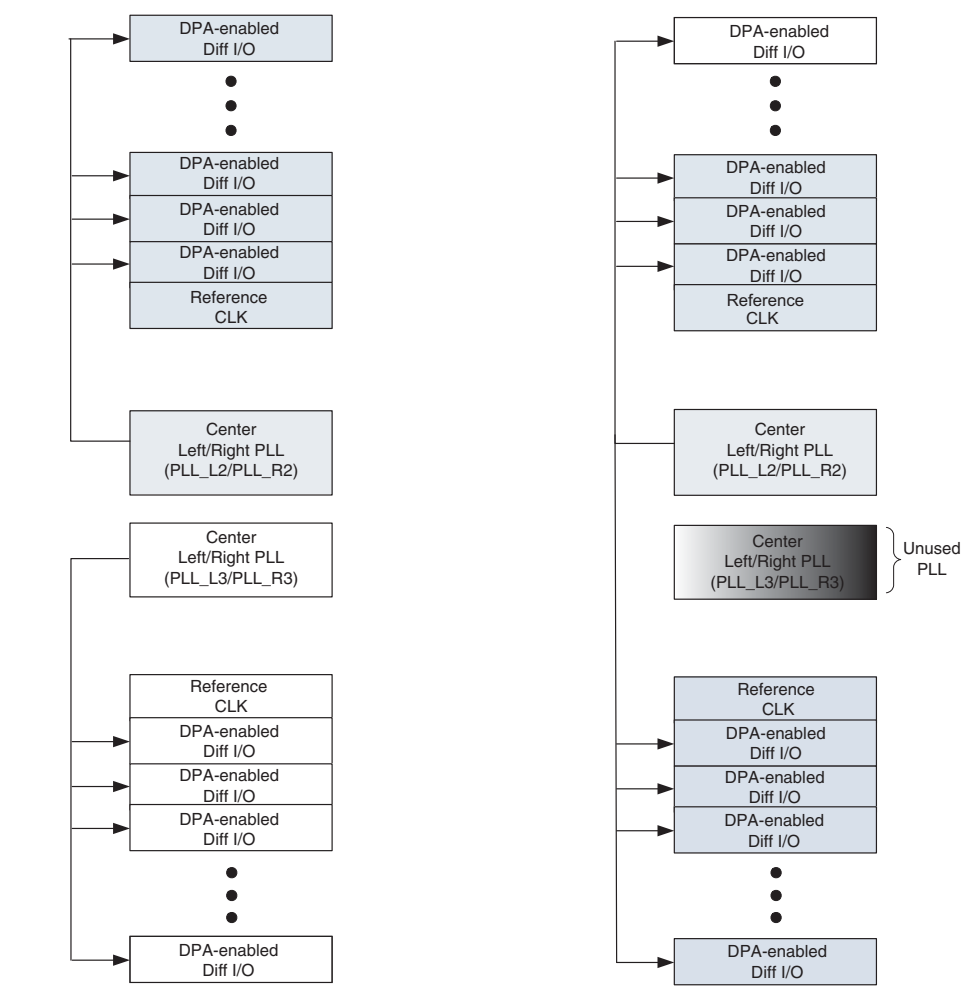 DPA-enabled
Diff I/O
DPA-enabled
Diff I/O
DPA-enabled
Diff I/O
DPA-enabled
Diff I/O
Reference
CLK
Center
Left/Right PLL
(PLL_L2/PLL_R2)
Center
Left/Right PLL
(PLL_L3/PLL_R3)
Reference
CLK
DPA-enabled
Diff I/O
DPA-enabled
Diff I/O
DPA-enabled
Diff I/O
DPA-enabled
Diff I/O
DPA-enabled
Diff I/O
DPA-enabled
Diff I/O
DPA-enabled
Diff I/O
DPA-enabled
Diff I/O
Reference
CLK
Center
Left/Right PLL
(PLL_L2/PLL_R2)
Center
Left/Right PLL
(PLL_L3/PLL_R3)
Unused
PLL
Reference
CLK
DPA-enabled
Diff I/O
DPA-enabled
Diff I/O
DPA-enabled
Diff I/O
DPA-enabled
Diff I/O